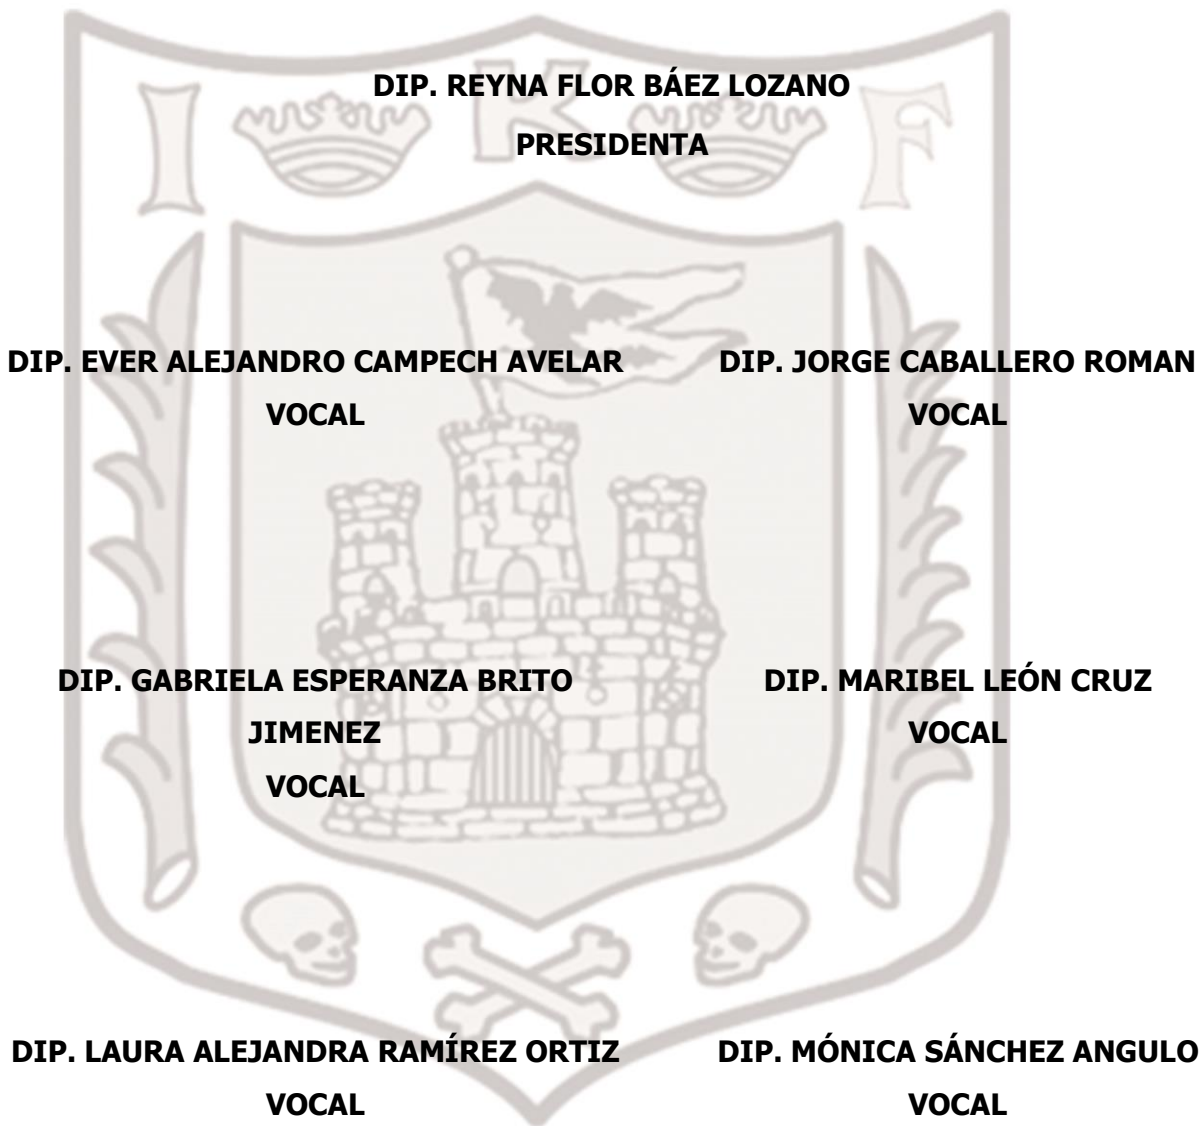 I K F
DIP. REYNA FLOR BÁEZ LOZANO
PRESIDENTA
DIP. EVER ALEJANDRO CAMPECH AVELAR
VOCAL
DIP. JORGE CABALLERO ROMAN
VOCAL
DIP. GABRIELA ESPERANZA BRITO
JIMENEZ
VOCAL
DIP. MARIBEL LEÓN CRUZ
VOCAL
DIP. LAURA ALEJANDRA RAMÍREZ ORTIZ
VOCAL
DIP. MÓNICA SÁNCHEZ ANGULO
VOCAL